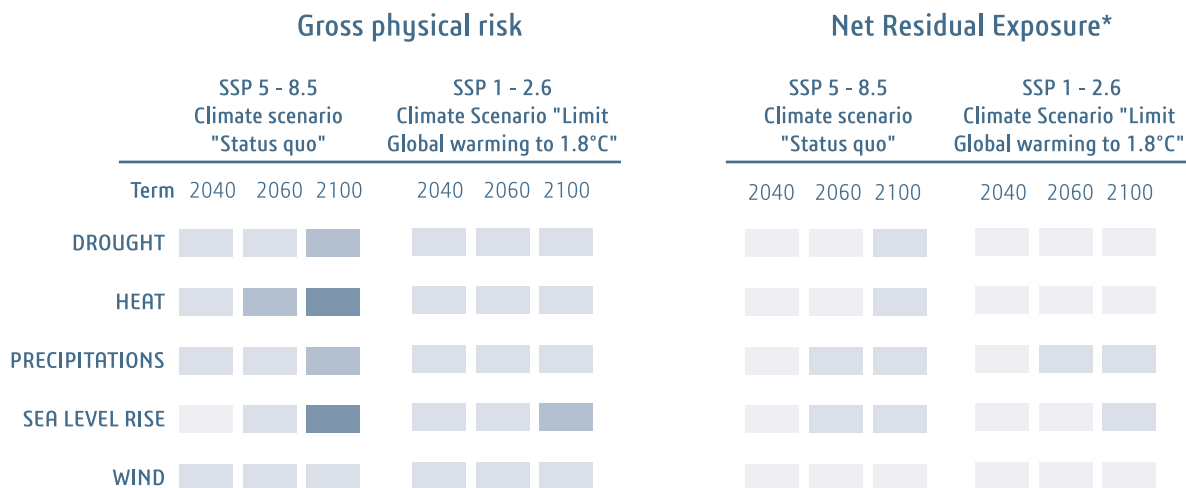 Gross physical risk
Net Residual Exposure*
SSP 5 - 8.5
Climate scenario
"Status quo"
SSP 1 - 2.6
Climate Scenario "Limit
Global warming to 1.8°C"
SSP 5 - 8.5
Climate scenario
"Status quo"
SSP 1 - 2.6
Climate Scenario "Limit
Global warming to 1.8°C"
Term 2040 2060 2100 2040 2060 2100 2040 2060 2100 2040 2060 2100
DROUGHT
HEAT
PRECIPITATIONS
SEA LEVEL RISE
WIND